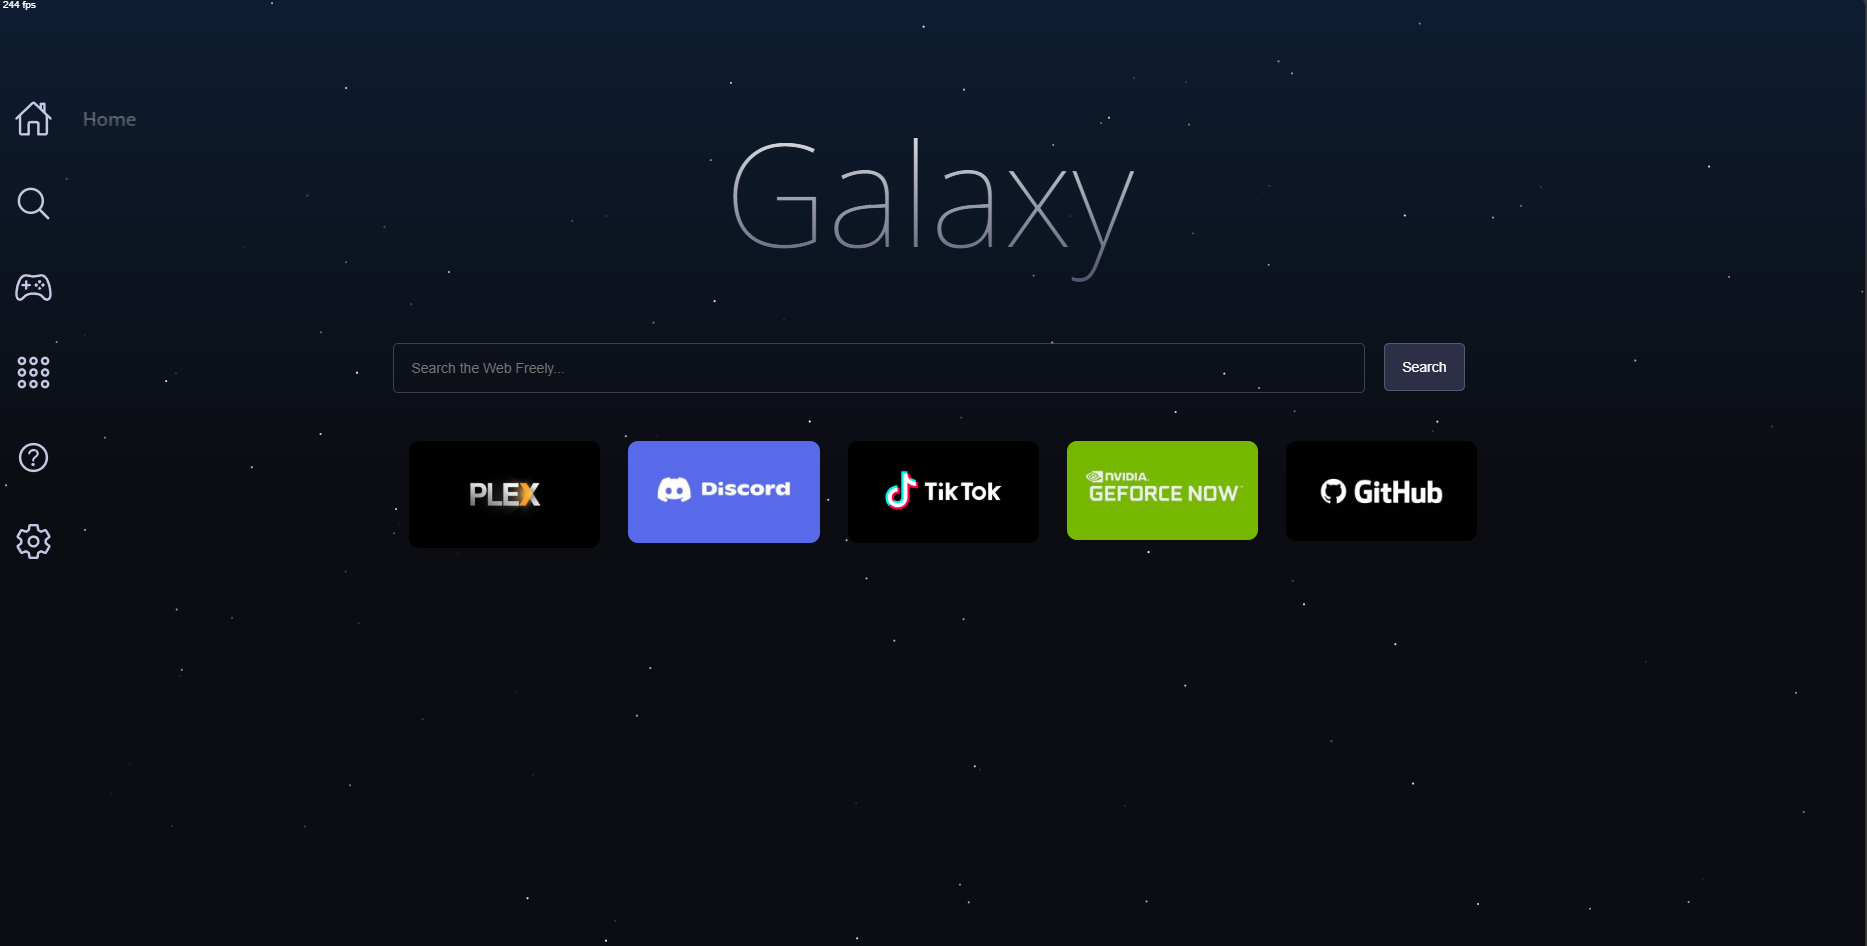 244 fps
Home
Galaxy
Search the Web Freely...
Search
PLEX
Discord
TikTok
NVIDIA.
GEFORCE NOW
GitHub